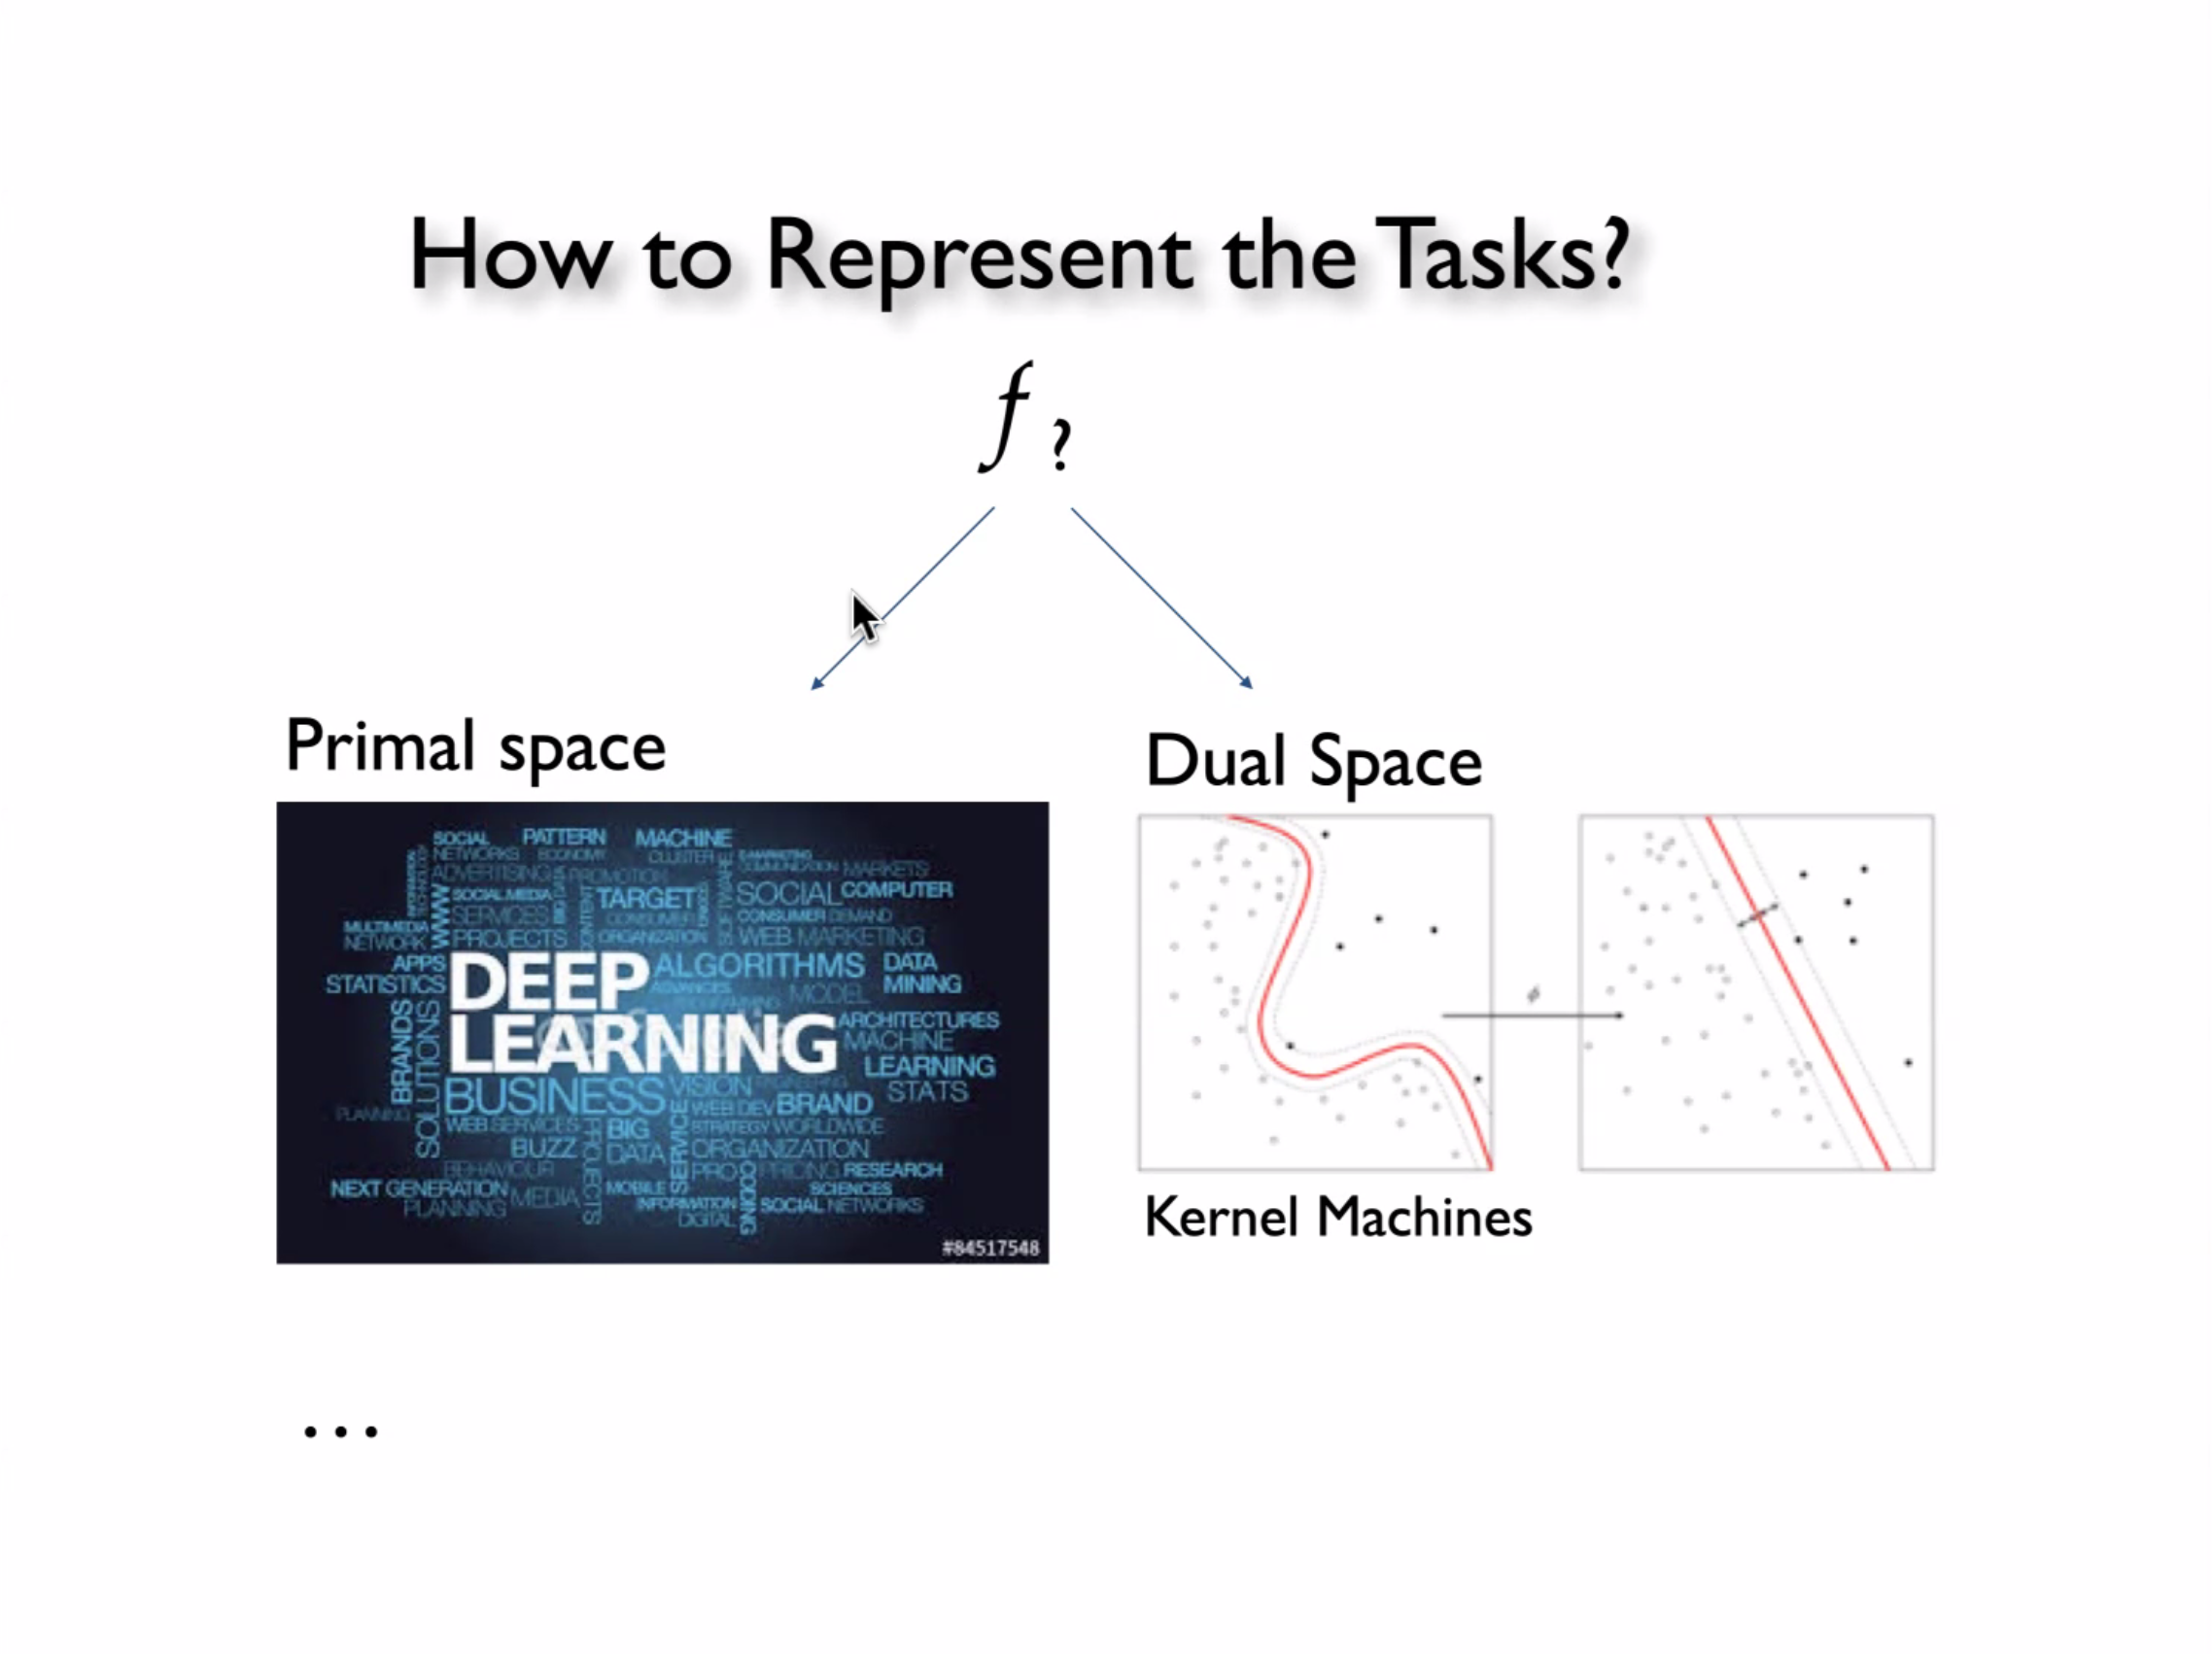 How to Represent the Tasks?
f ?
Primal space
Dual Space
SOCIAL PATTERN MACHINE
NETWORKS ECONOMY CLUSTER
ADVERTISING PROMOTION MARKETS
SOCIAL MEDIA TARGET SOCIAL COMPUTER
SERVICES CONSUMER DEMAND
MULTIMEDIA WWW
NETWORK PROJECTS ORGANIZATION WEB MARKETING
APPS DEEP ALGORITHMS DATA
STATISTICS MODEL MINING
LEARNING ARCHITECTURES
MACHINE
BRANDS SOLUTIONS LEARNING
BUSINESS VISION STATS
PLANNING WEB DEV BRAND
WEB SERVICES BIG STRATEGY WORLDWIDE
BUZZ DATA SERVICE ORGANIZATION
BEHAVIOUR PROJECTS PRICING RESEARCH
NEXT GENERATION MEDIA MOBILE CODING SCIENCES
PLANNING INFORMATION SOCIAL NETWORKS
DIGITAL
#84517548
ϕ
Kernel Machines
...